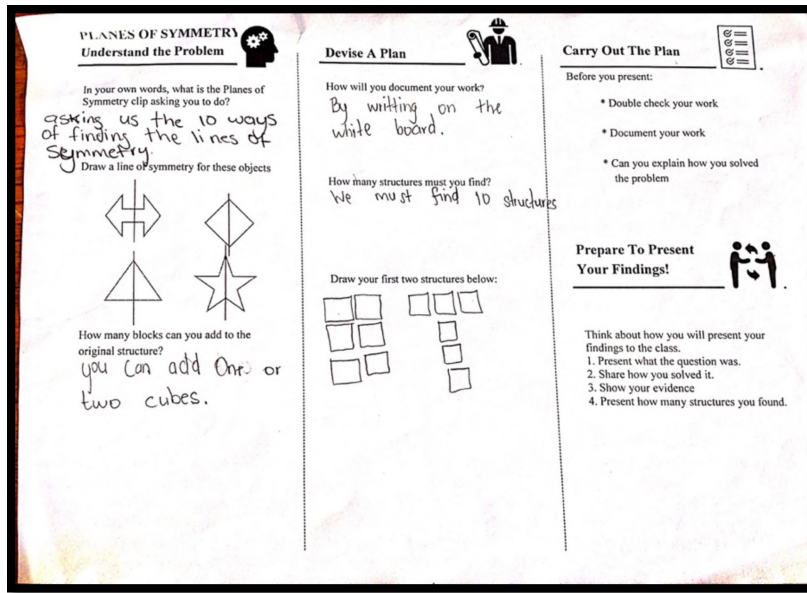 PLANES OF SYMMETRY
Understand the Problem
In your own words, what is the Planes of
Symmetry clip asking you to do?
asking us the 10 ways
of finding the lines of
symmetry.
Draw a line of symmetry for these objects
How many blocks can you add to the
original structure?
you can add One or
two cubes.
Devise A Plan
How will you document your work?
By writting on the
white board.
How many structures must you find?
We must find 10 structures
Draw your first two structures below:
Carry Out The Plan
Before you present:
* Double check your work
* Document your work
* Can you explain how you solved
the problem
Prepare To Present
Your Findings!
Think about how you will present your
findings to the class.
1. Present what the question was.
2. Share how you solved it.
3. Show your evidence
4. Present how many structures you found.